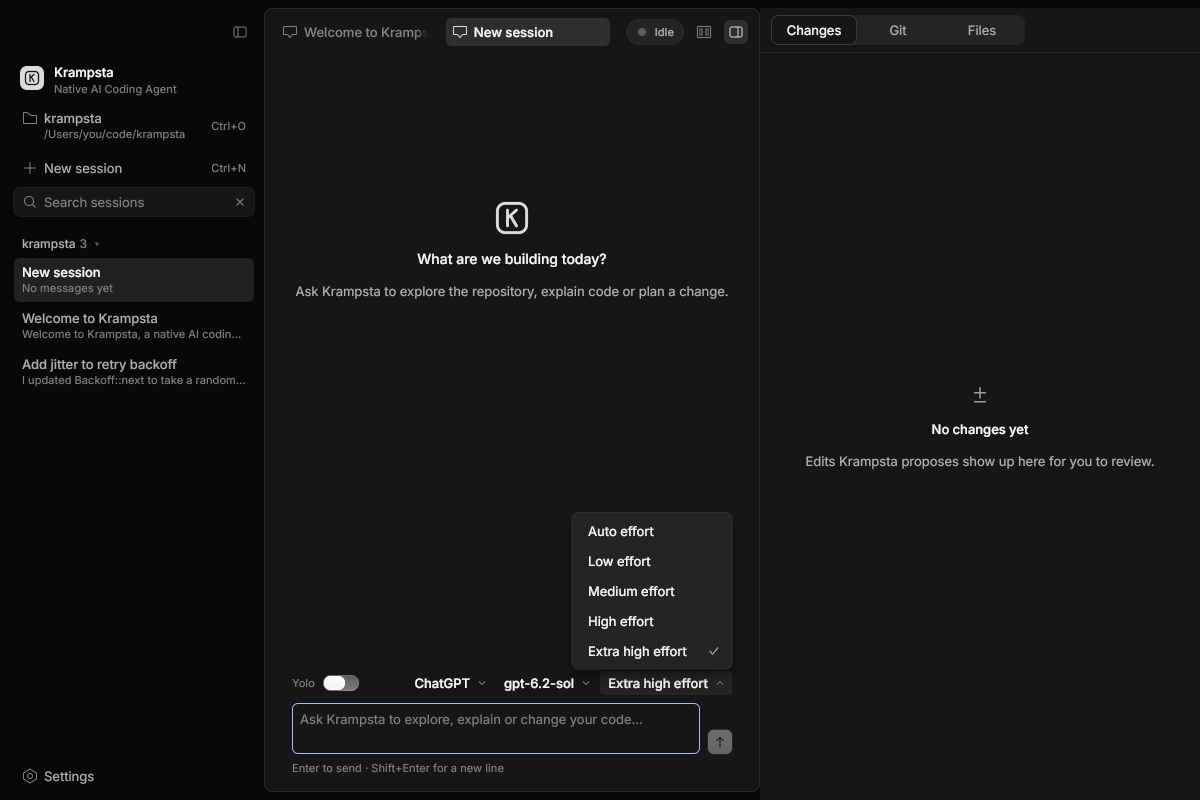 Krampsta
Native AI Coding Agent
krampsta
/Users/you/code/krampsta
Ctrl+O
New session
Ctrl+N
Search sessions
krampsta 3
New session
No messages yet
Welcome to Krampsta
Welcome to Krampsta, a native AI codin...
Add jitter to retry backoff
I updated Backoff::next to take a random...
Settings
Welcome to Kramps
New session
Idle
K
What are we building today?
Ask Krampsta to explore the repository, explain code or plan a change.
Auto effort
Low effort
Medium effort
High effort
Extra high effort
Yolo
ChatGPT
gpt-6.2-sol
Extra high effort
Ask Krampsta to explore, explain or change your code...
Enter to send · Shift+Enter for a new line
Changes
Git
Files
No changes yet
Edits Krampsta proposes show up here for you to review.